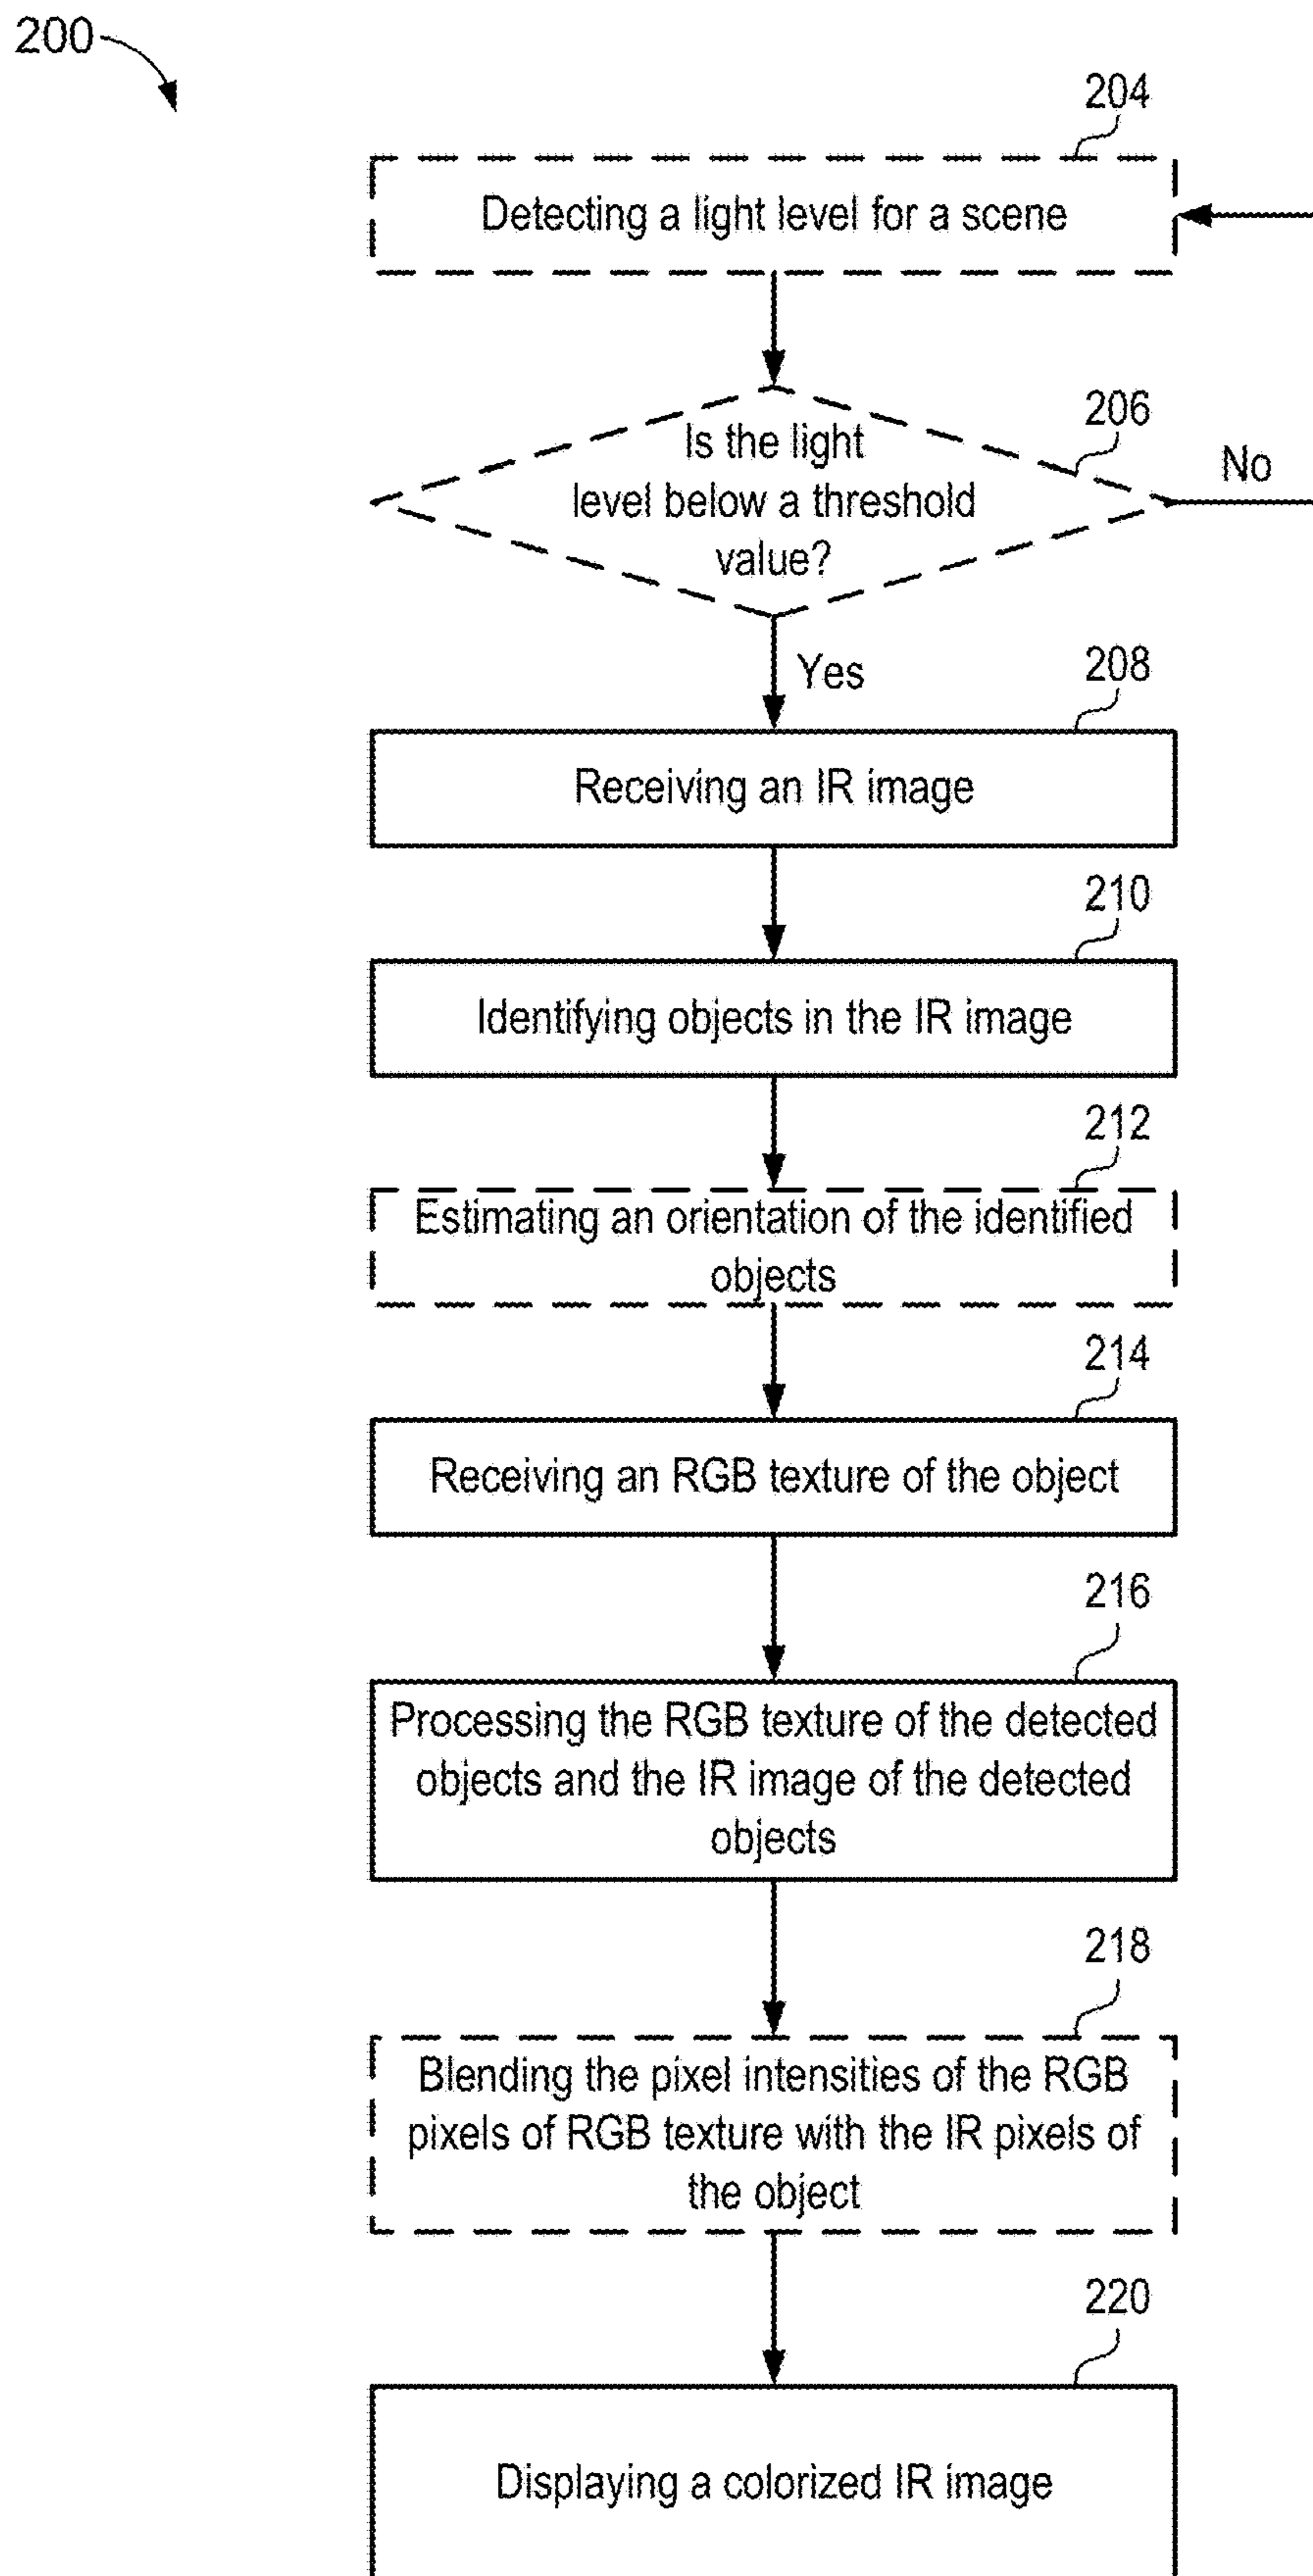 200
204
Detecting a light level for a scene
206
Is the light
level below a threshold
value?
No
Yes
208
Receiving an IR image
210
Identifying objects in the IR image
212
Estimating an orientation of the identified
objects
214
Receiving an RGB texture of the object
216
Processing the RGB texture of the detected
objects and the IR image of the detected
objects
218
Blending the pixel intensities of the RGB
pixels of RGB texture with the IR pixels of
the object
220
Displaying a colorized IR image